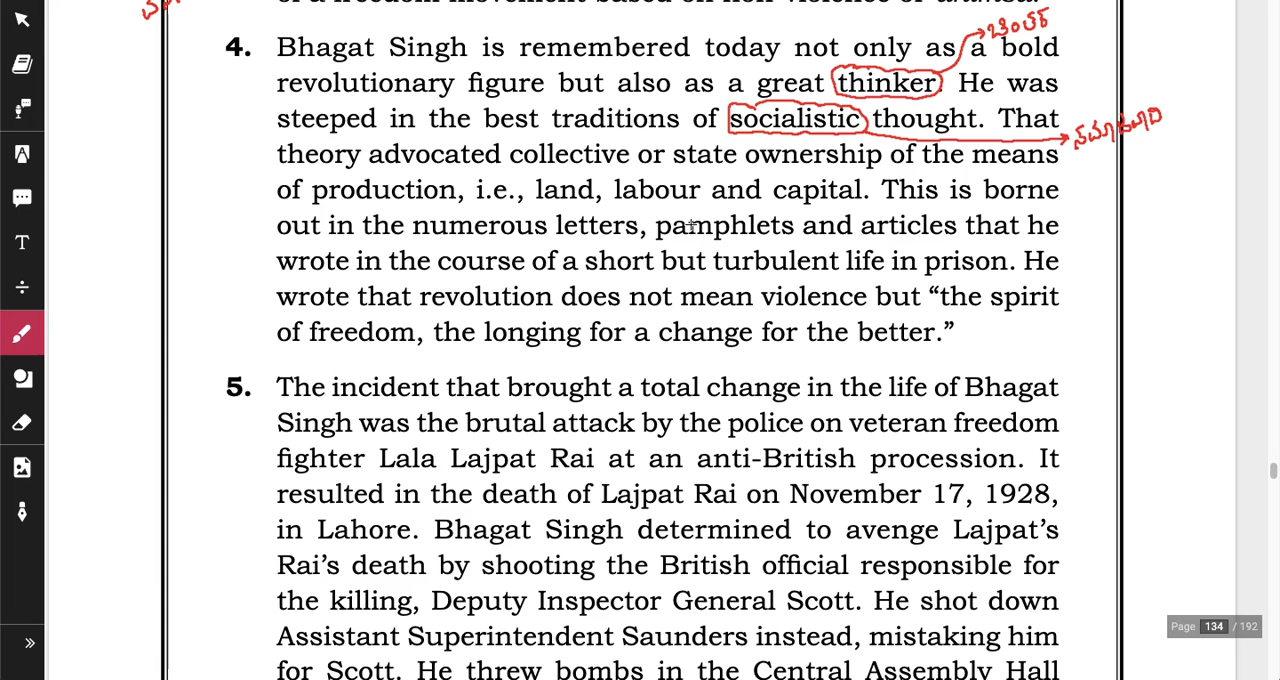 4. Bhagat Singh is remembered today not only as a bold
revolutionary figure but also as a great thinker. He was
steeped in the best traditions of socialistic thought. That
theory advocated collective or state ownership of the means
of production, i.e., land, labour and capital. This is borne
out in the numerous letters, pamphlets and articles that he
wrote in the course of a short but turbulent life in prison. He
wrote that revolution does not mean violence but “the spirit
of freedom, the longing for a change for the better.”
5. The incident that brought a total change in the life of Bhagat
Singh was the brutal attack by the police on veteran freedom
fighter Lala Lajpat Rai at an anti-British procession. It
resulted in the death of Lajpat Rai on November 17, 1928,
in Lahore. Bhagat Singh determined to avenge Lajpat’s
Rai’s death by shooting the British official responsible for
the killing, Deputy Inspector General Scott. He shot down
Assistant Superintendent Saunders instead, mistaking him
for Scott. He threw bombs in the Central Assembly Hall
Page 134 / 192